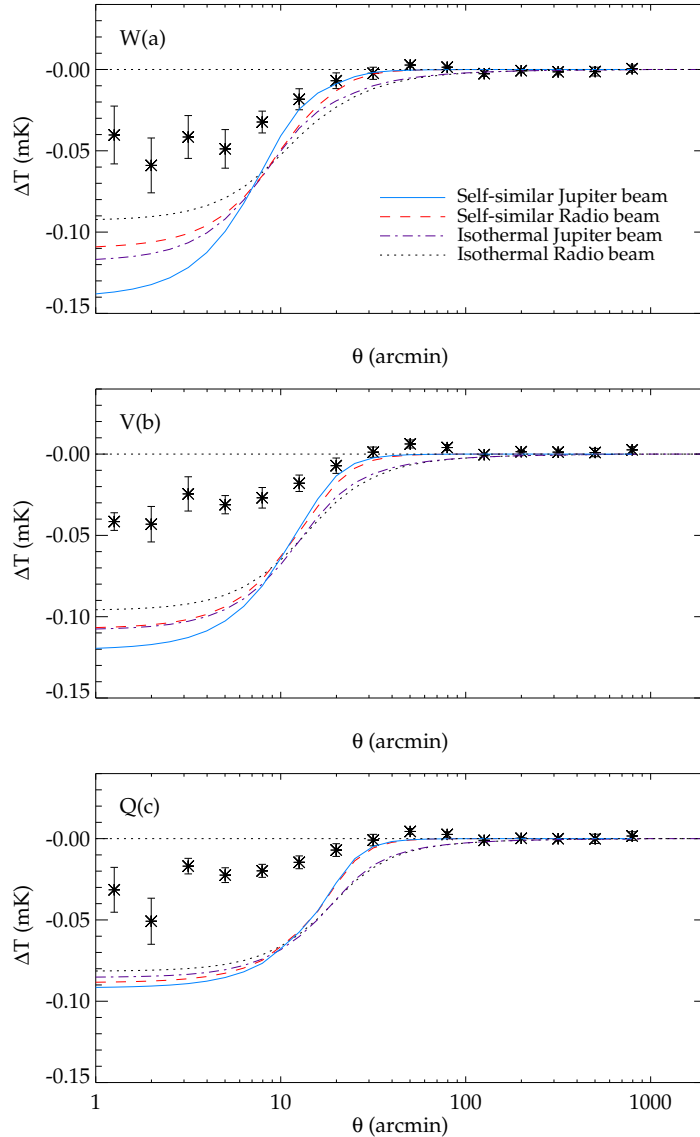 W(a)
-0.00
-0.05
-0.10
-0.15
ΔT (mK)
Self-similar Jupiter beam
Self-similar Radio beam
Isothermal Jupiter beam
Isothermal Radio beam
θ (arcmin)
V(b)
-0.00
-0.05
-0.10
-0.15
ΔT (mK)
θ (arcmin)
Q(c)
-0.00
-0.05
-0.10
-0.15
ΔT (mK)
1 10 100 1000
θ (arcmin)